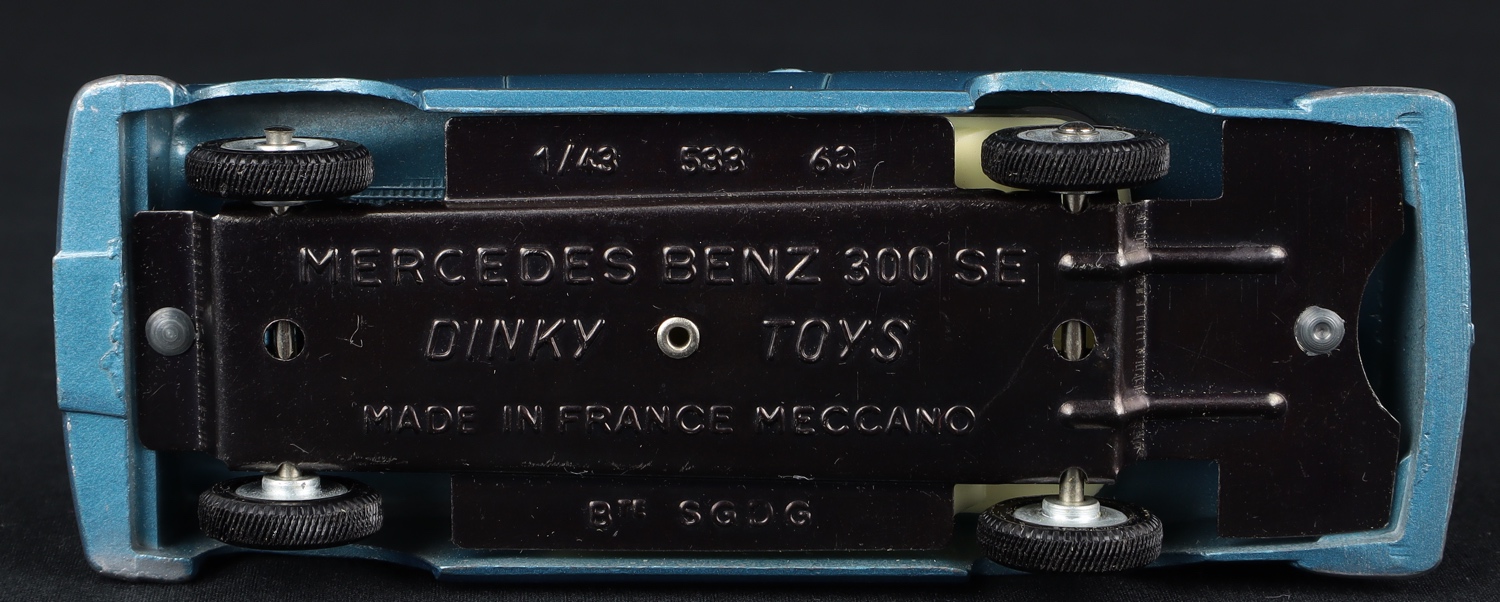 1/43 533 63
MERCEDES BENZ 300 SE
DINKY TOYS
MADE IN FRANCE MECCANO
BTE SGDG